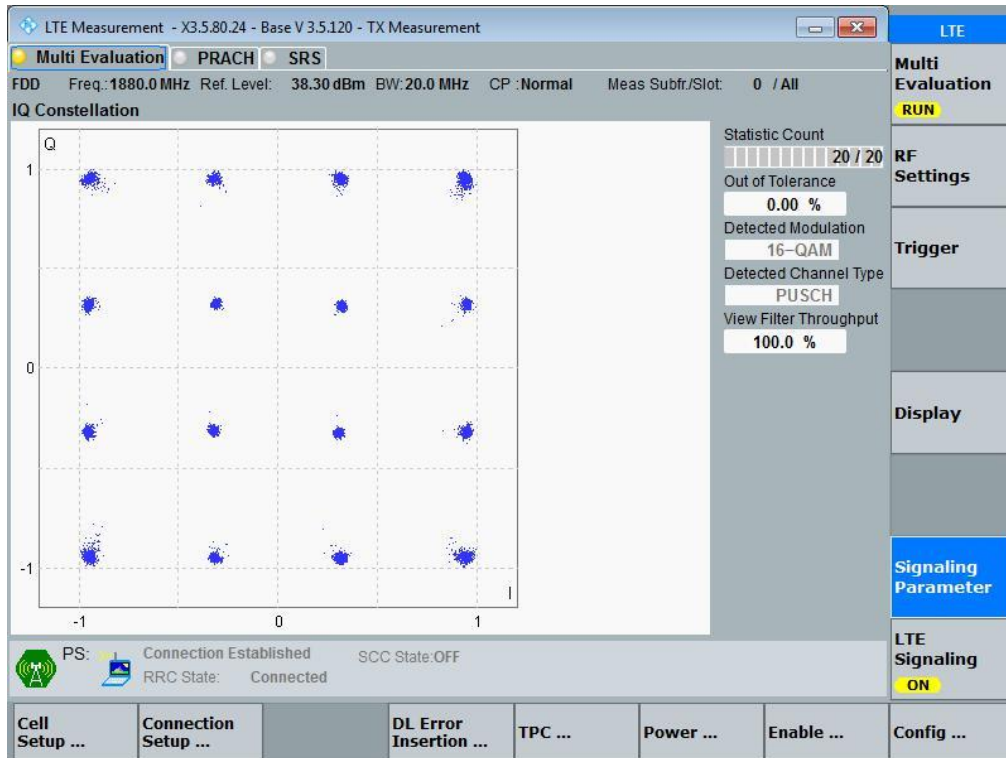 LTE Measurement - X3.5.80.24 - Base V 3.5.120 - TX Measurement
LTE
Multi Evaluation PRACH SRS
FDD Freq.:1880.0 MHz Ref. Level: 38.30 dBm BW:20.0 MHz CP :Normal Meas Subfr./Slot: 0 / All
IQ Constellation
Q
1
0
-1
-1 0 1
I
Statistic Count
20 / 20
Out of Tolerance
0.00 %
Detected Modulation
16-QAM
Detected Channel Type
PUSCH
View Filter Throughput
100.0 %
Multi
Evaluation
RUN
RF
Settings
Trigger
Display
Signaling
Parameter
LTE
Signaling
ON
PS: Connection Established SCC State:OFF
RRC State: Connected
Cell
Setup ...
Connection
Setup ...
DL Error
Insertion ...
TPC ...
Power ...
Enable ...
Config ...